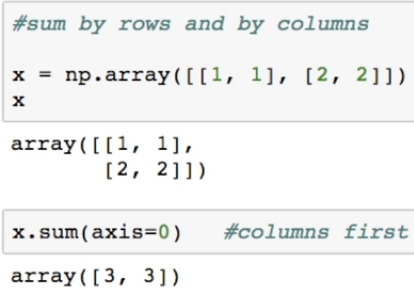 #sum by rows and by columns
x = np.array([[1, 1], [2, 2]])
x
array([[1, 1],
       [2, 2]])
x.sum(axis=0)   #columns first
array([3, 3])